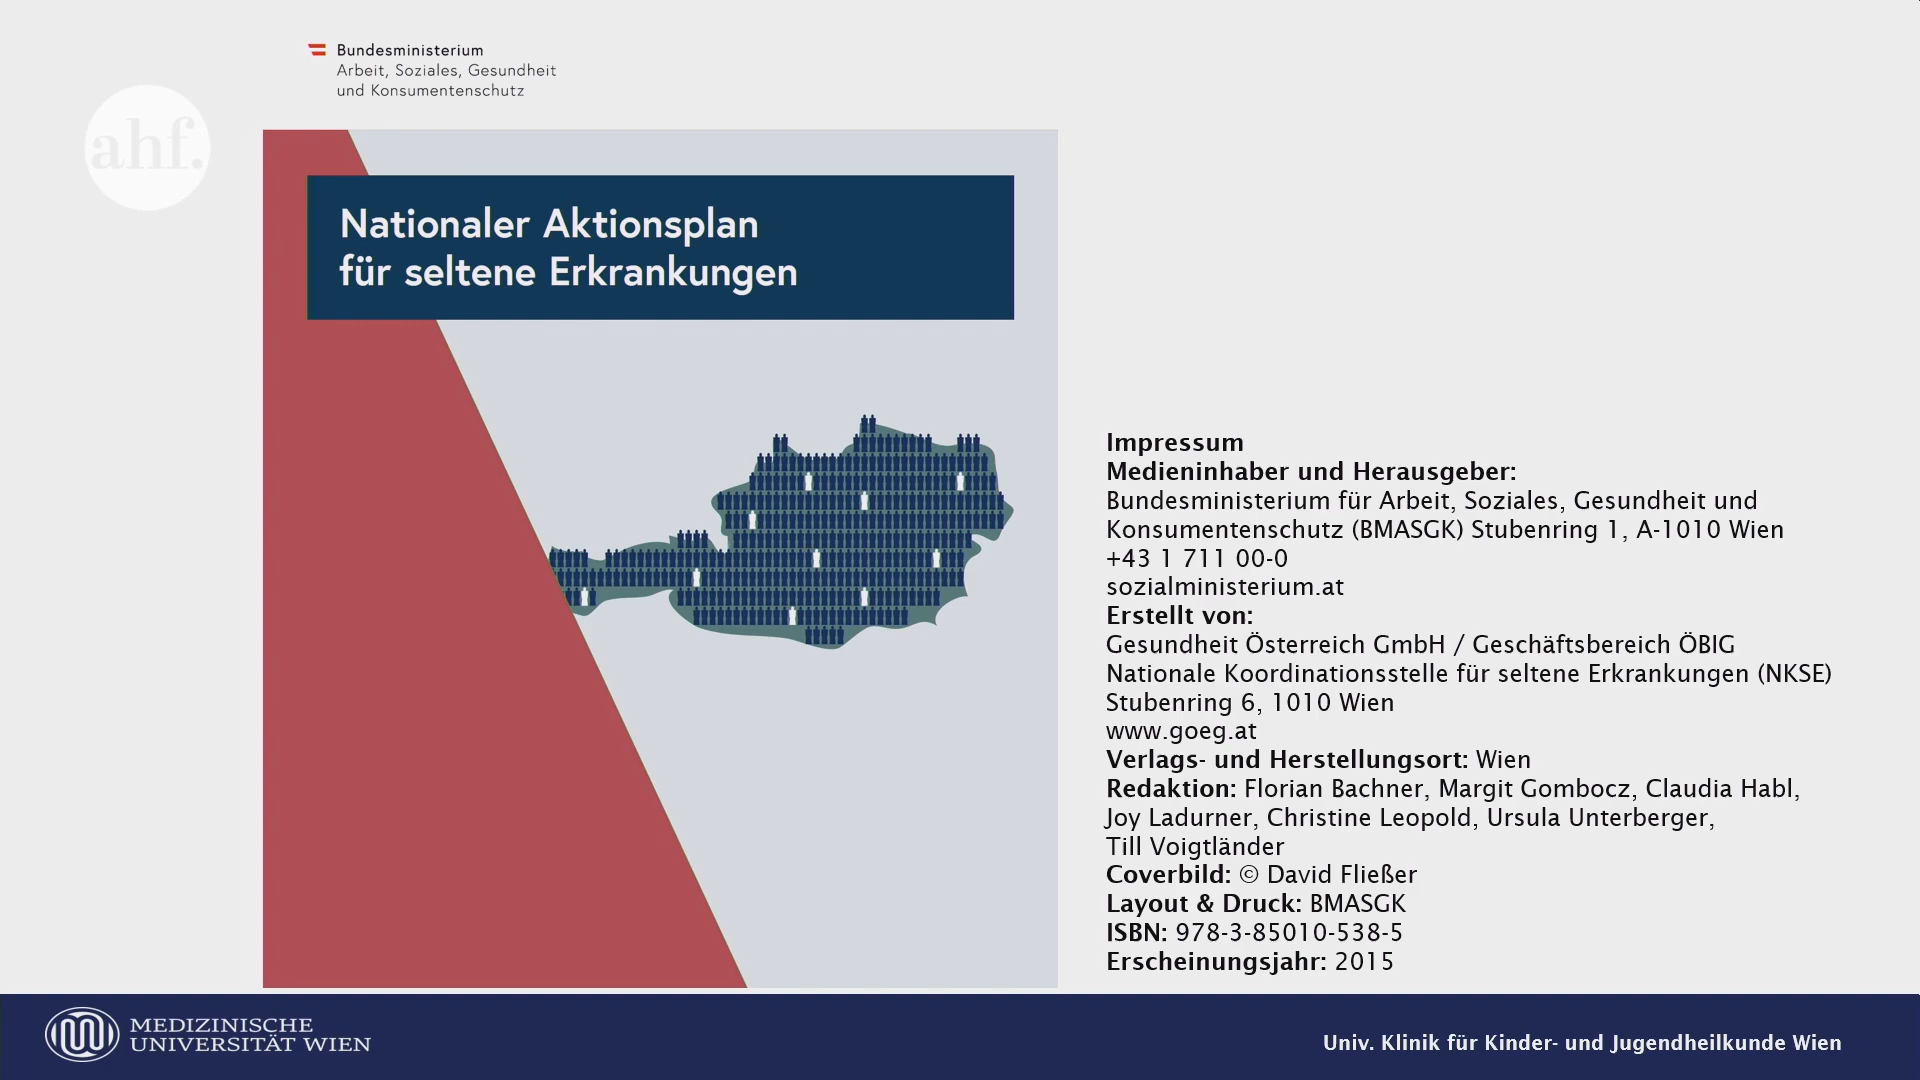 Bundesministerium
Arbeit, Soziales, Gesundheit
und Konsumentenschutz
ahf.
Nationaler Aktionsplan
für seltene Erkrankungen
Impressum
Medieninhaber und Herausgeber:
Bundesministerium für Arbeit, Soziales, Gesundheit und
Konsumentenschutz (BMASGK) Stubenring 1, A-1010 Wien
+43 1 711 00-0
sozialministerium.at
Erstellt von:
Gesundheit Österreich GmbH / Geschäftsbereich ÖBIG
Nationale Koordinationsstelle für seltene Erkrankungen (NKSE)
Stubenring 6, 1010 Wien
www.goeg.at
Verlags- und Herstellungsort: Wien
Redaktion: Florian Bachner, Margit Gombocz, Claudia Habl,
Joy Ladurner, Christine Leopold, Ursula Unterberger,
Till Voigtländer
Coverbild: © David Fließer
Layout & Druck: BMASGK
ISBN: 978-3-85010-538-5
Erscheinungsjahr: 2015
MEDIZINISCHE
UNIVERSITÄT WIEN
Univ. Klinik für Kinder- und Jugendheilkunde Wien